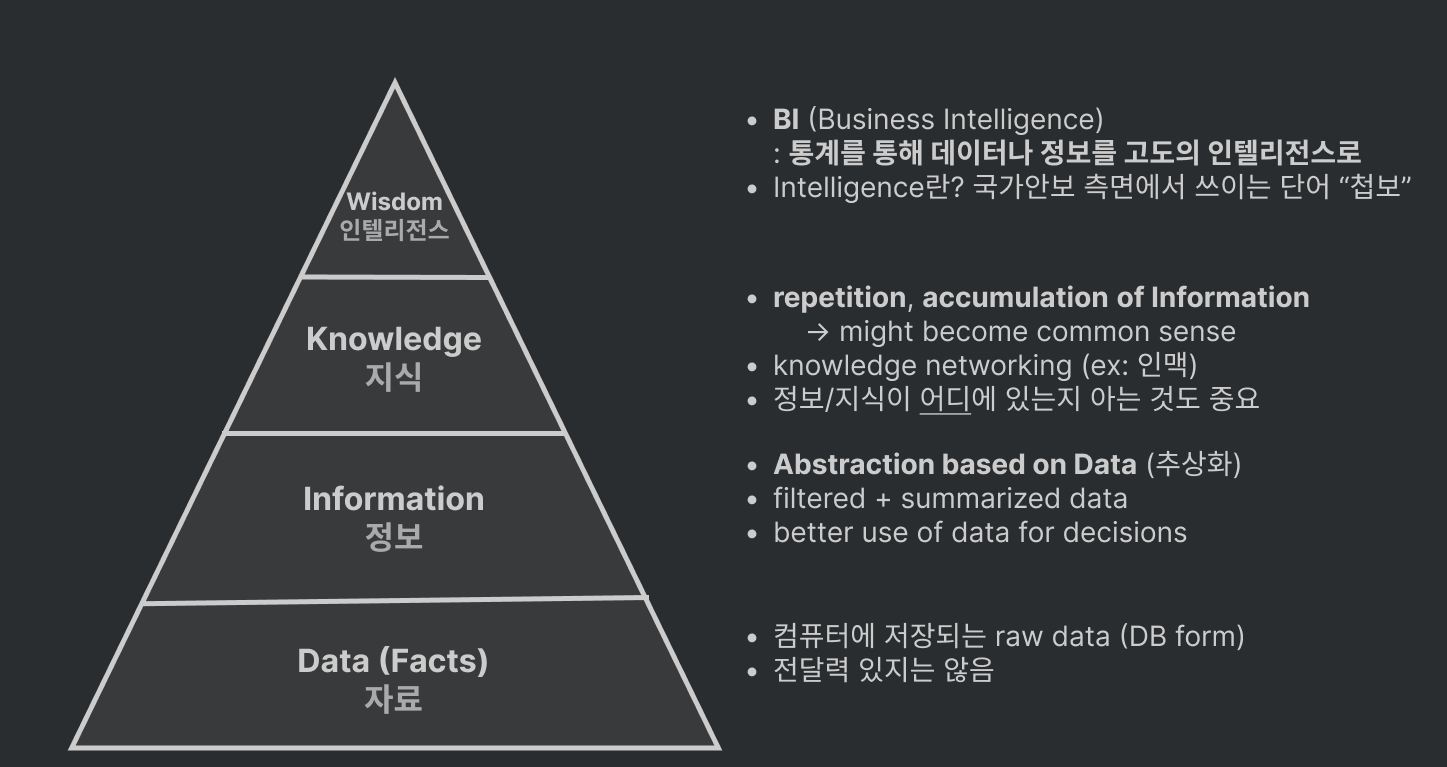 Wisdom
인텔리전스
Knowledge
지식
Information
정보
Data (Facts)
자료
• BI (Business Intelligence)
: 통계를 통해 데이터나 정보를 고도의 인텔리전스로
• Intelligence란? 국가안보 측면에서 쓰이는 단어 “첩보”
• repetition, accumulation of Information
→ might become common sense
• knowledge networking (ex: 인맥)
• 정보/지식이 어디에 있는지 아는 것도 중요
• Abstraction based on Data (추상화)
• filtered + summarized data
• better use of data for decisions
• 컴퓨터에 저장되는 raw data (DB form)
• 전달력 있지는 않음